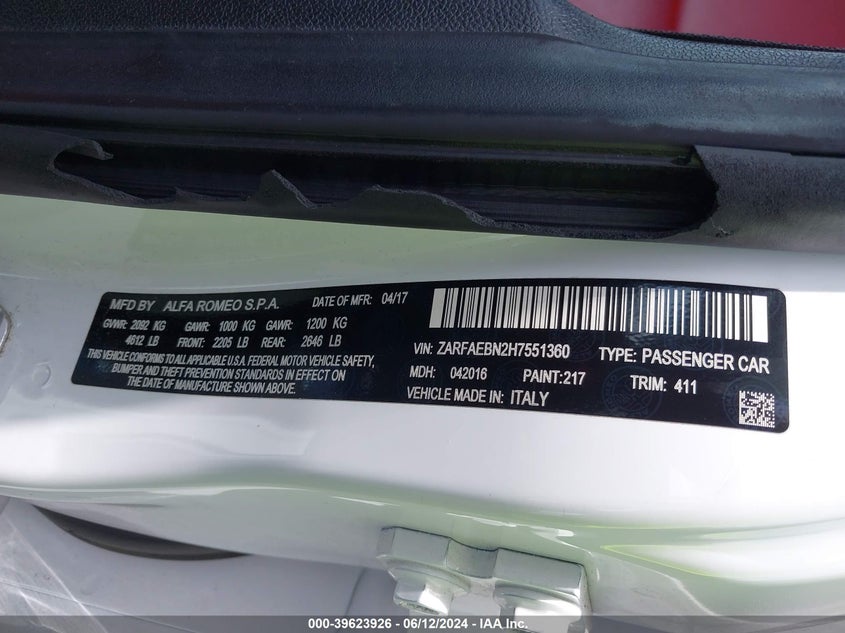 MFD BY ALFA ROMEO S.P.A. DATE OF MFR: 04/17
GVWR: 2092 KG GAWR: 1000 KG GAWR: 1200 KG
4612 LB FRONT: 2205 LB REAR: 2646 LB
THIS VEHICLE CONFORMS TO ALL APPLICABLE U.S.A. FEDERAL MOTOR VEHICLE SAFETY,
BUMPER AND THEFT PREVENTION STANDARDS IN EFFECT ON
THE DATE OF MANUFACTURE SHOWN ABOVE.
VIN: ZARFAEBN2H7551360 TYPE: PASSENGER CAR
MDH: 042016 PAINT: 217 TRIM: 411
VEHICLE MADE IN: ITALY
000-39623926 - 06/12/2024 - IAA Inc.